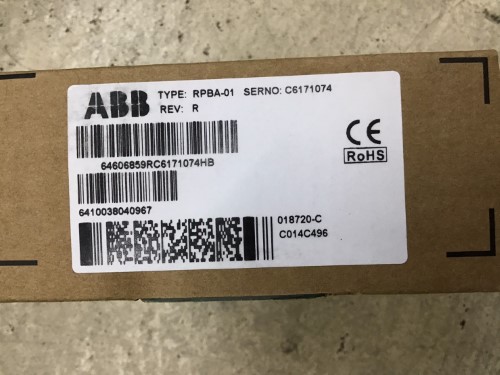 ABB TYPE: RPBA-01 SERNO: C6171074
REV: R
64606859RC6171074HB
CE
RoHS
6410038040967
018720-C
C014C496